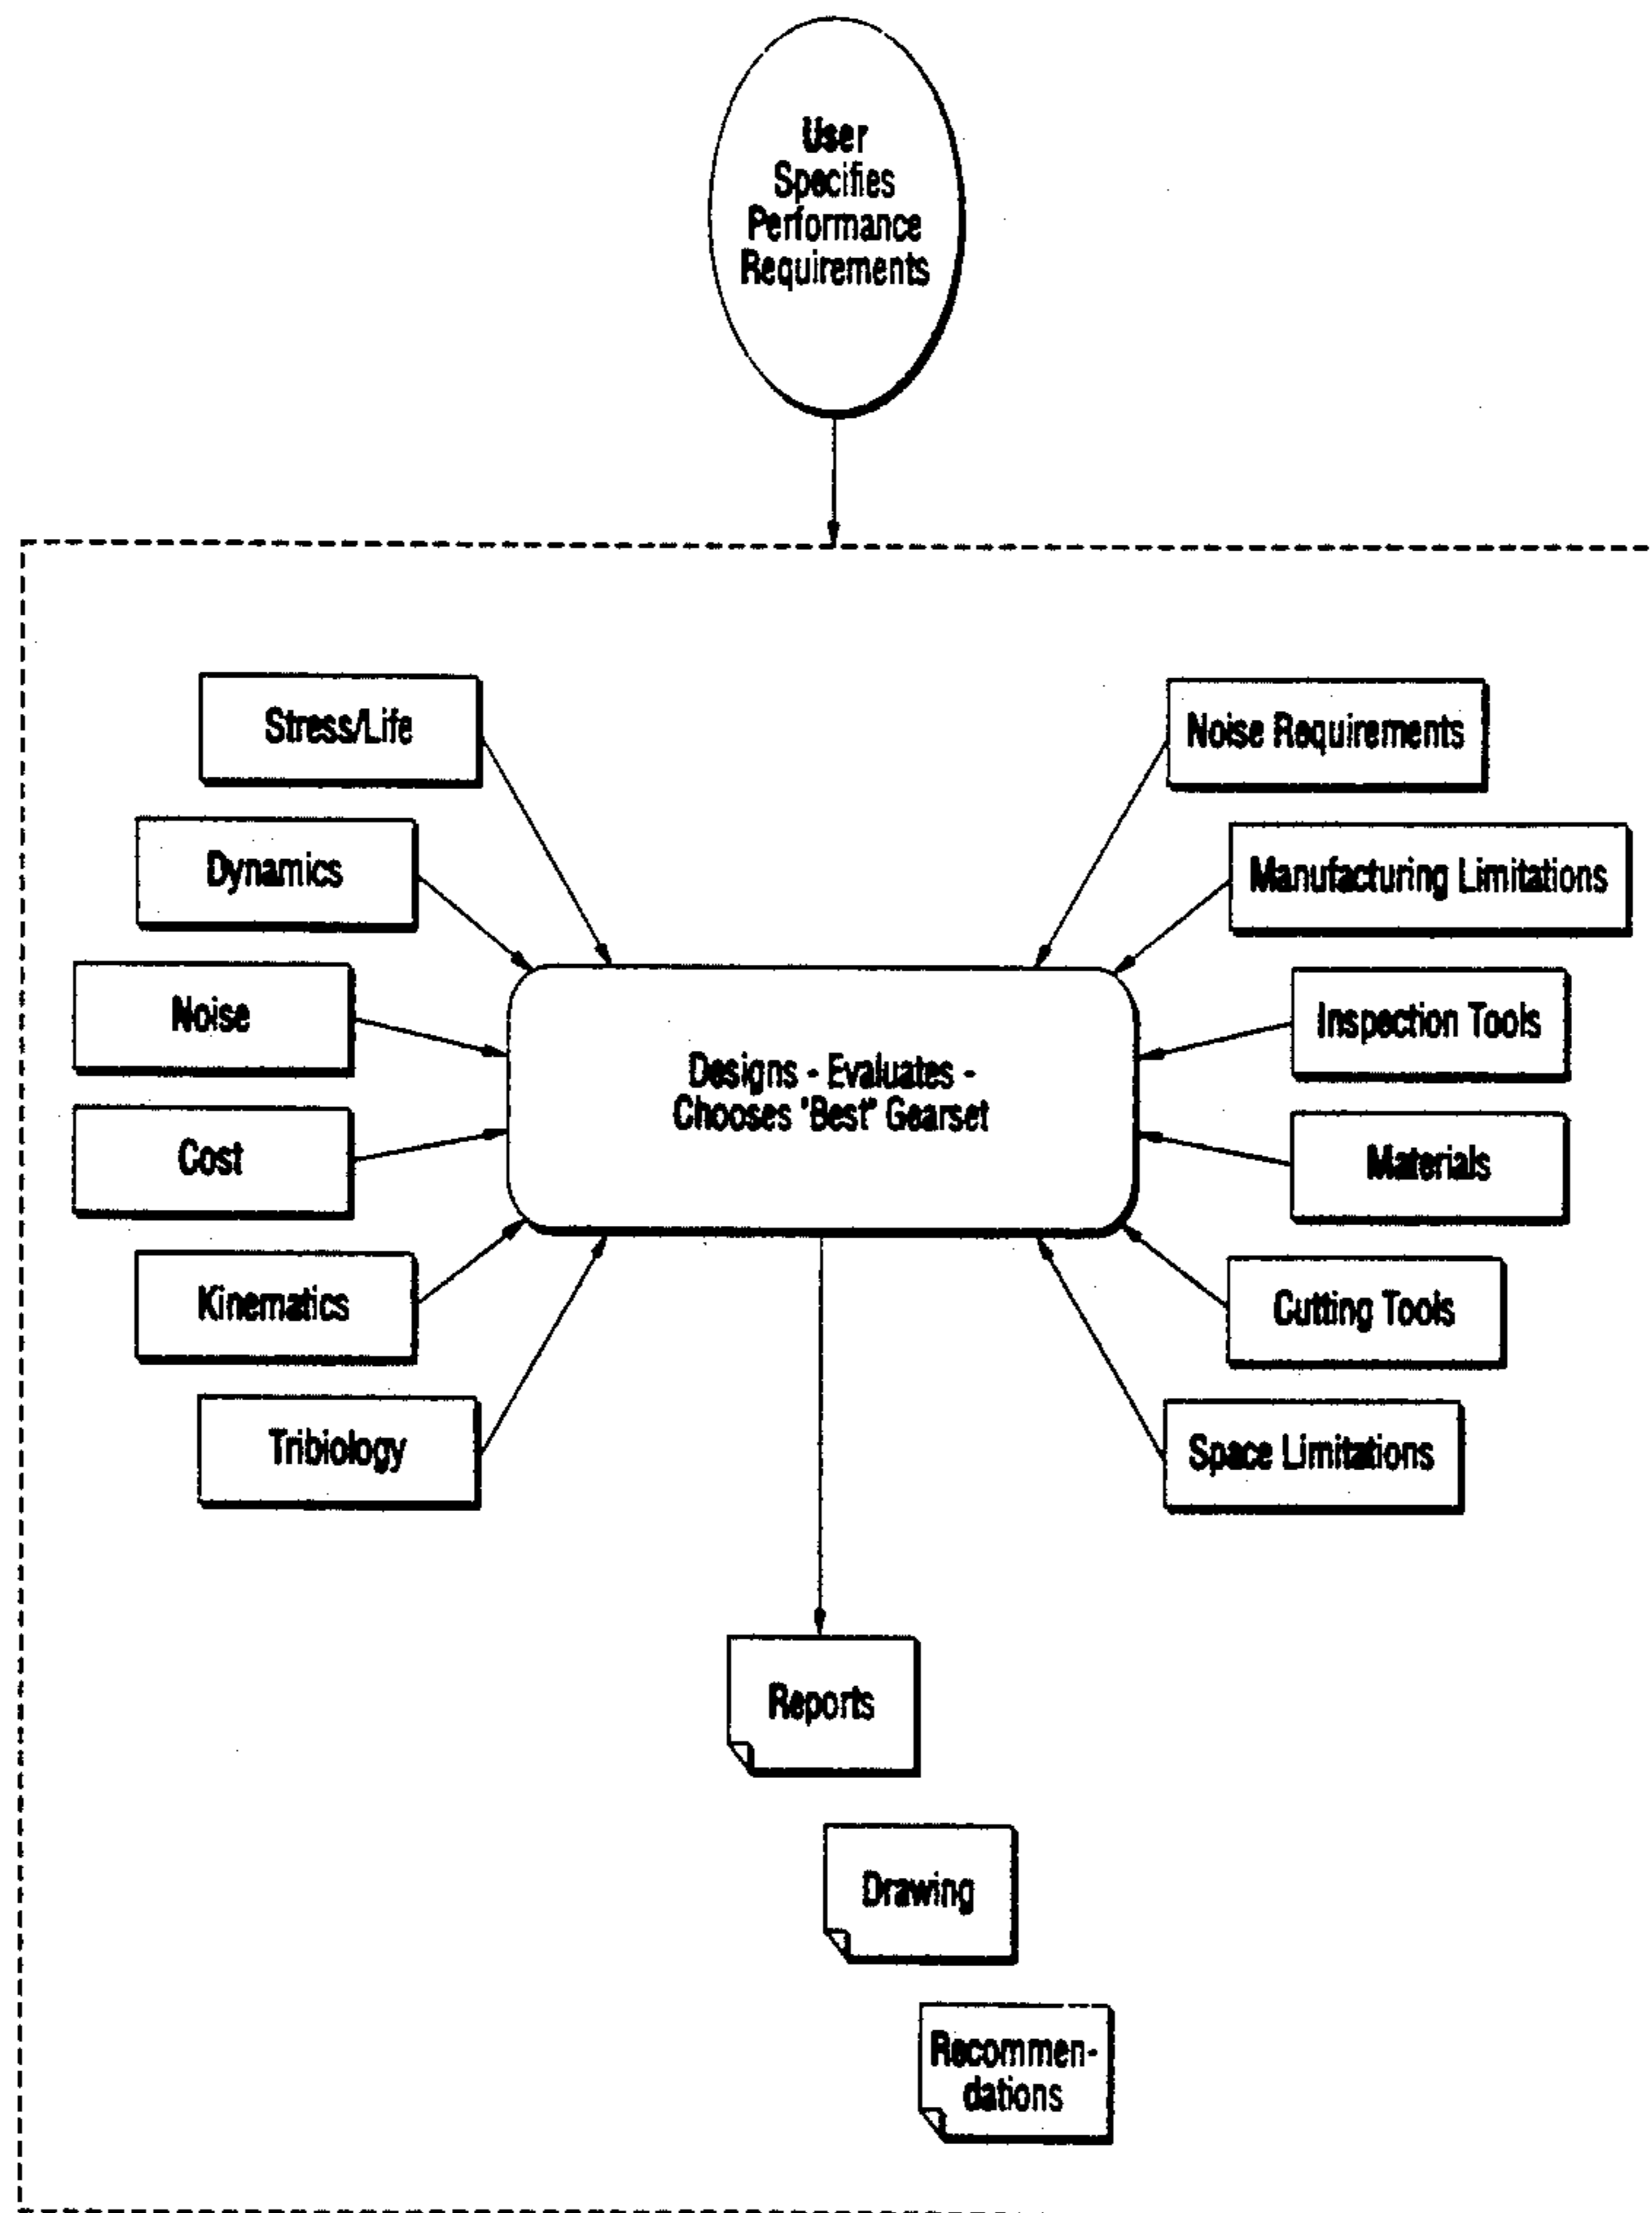 User
Specifies
Performance
Requirements
Stress/Life
Noise Requirements
Dynamics
Manufacturing Limitations
Noise
Inspection Tools
Designs - Evaluates -
Chooses "Best" Gearset
Cost
Materials
Kinematics
Cutting Tools
Tribiology
Space Limitations
Reports
Drawing
Recommen-
dations